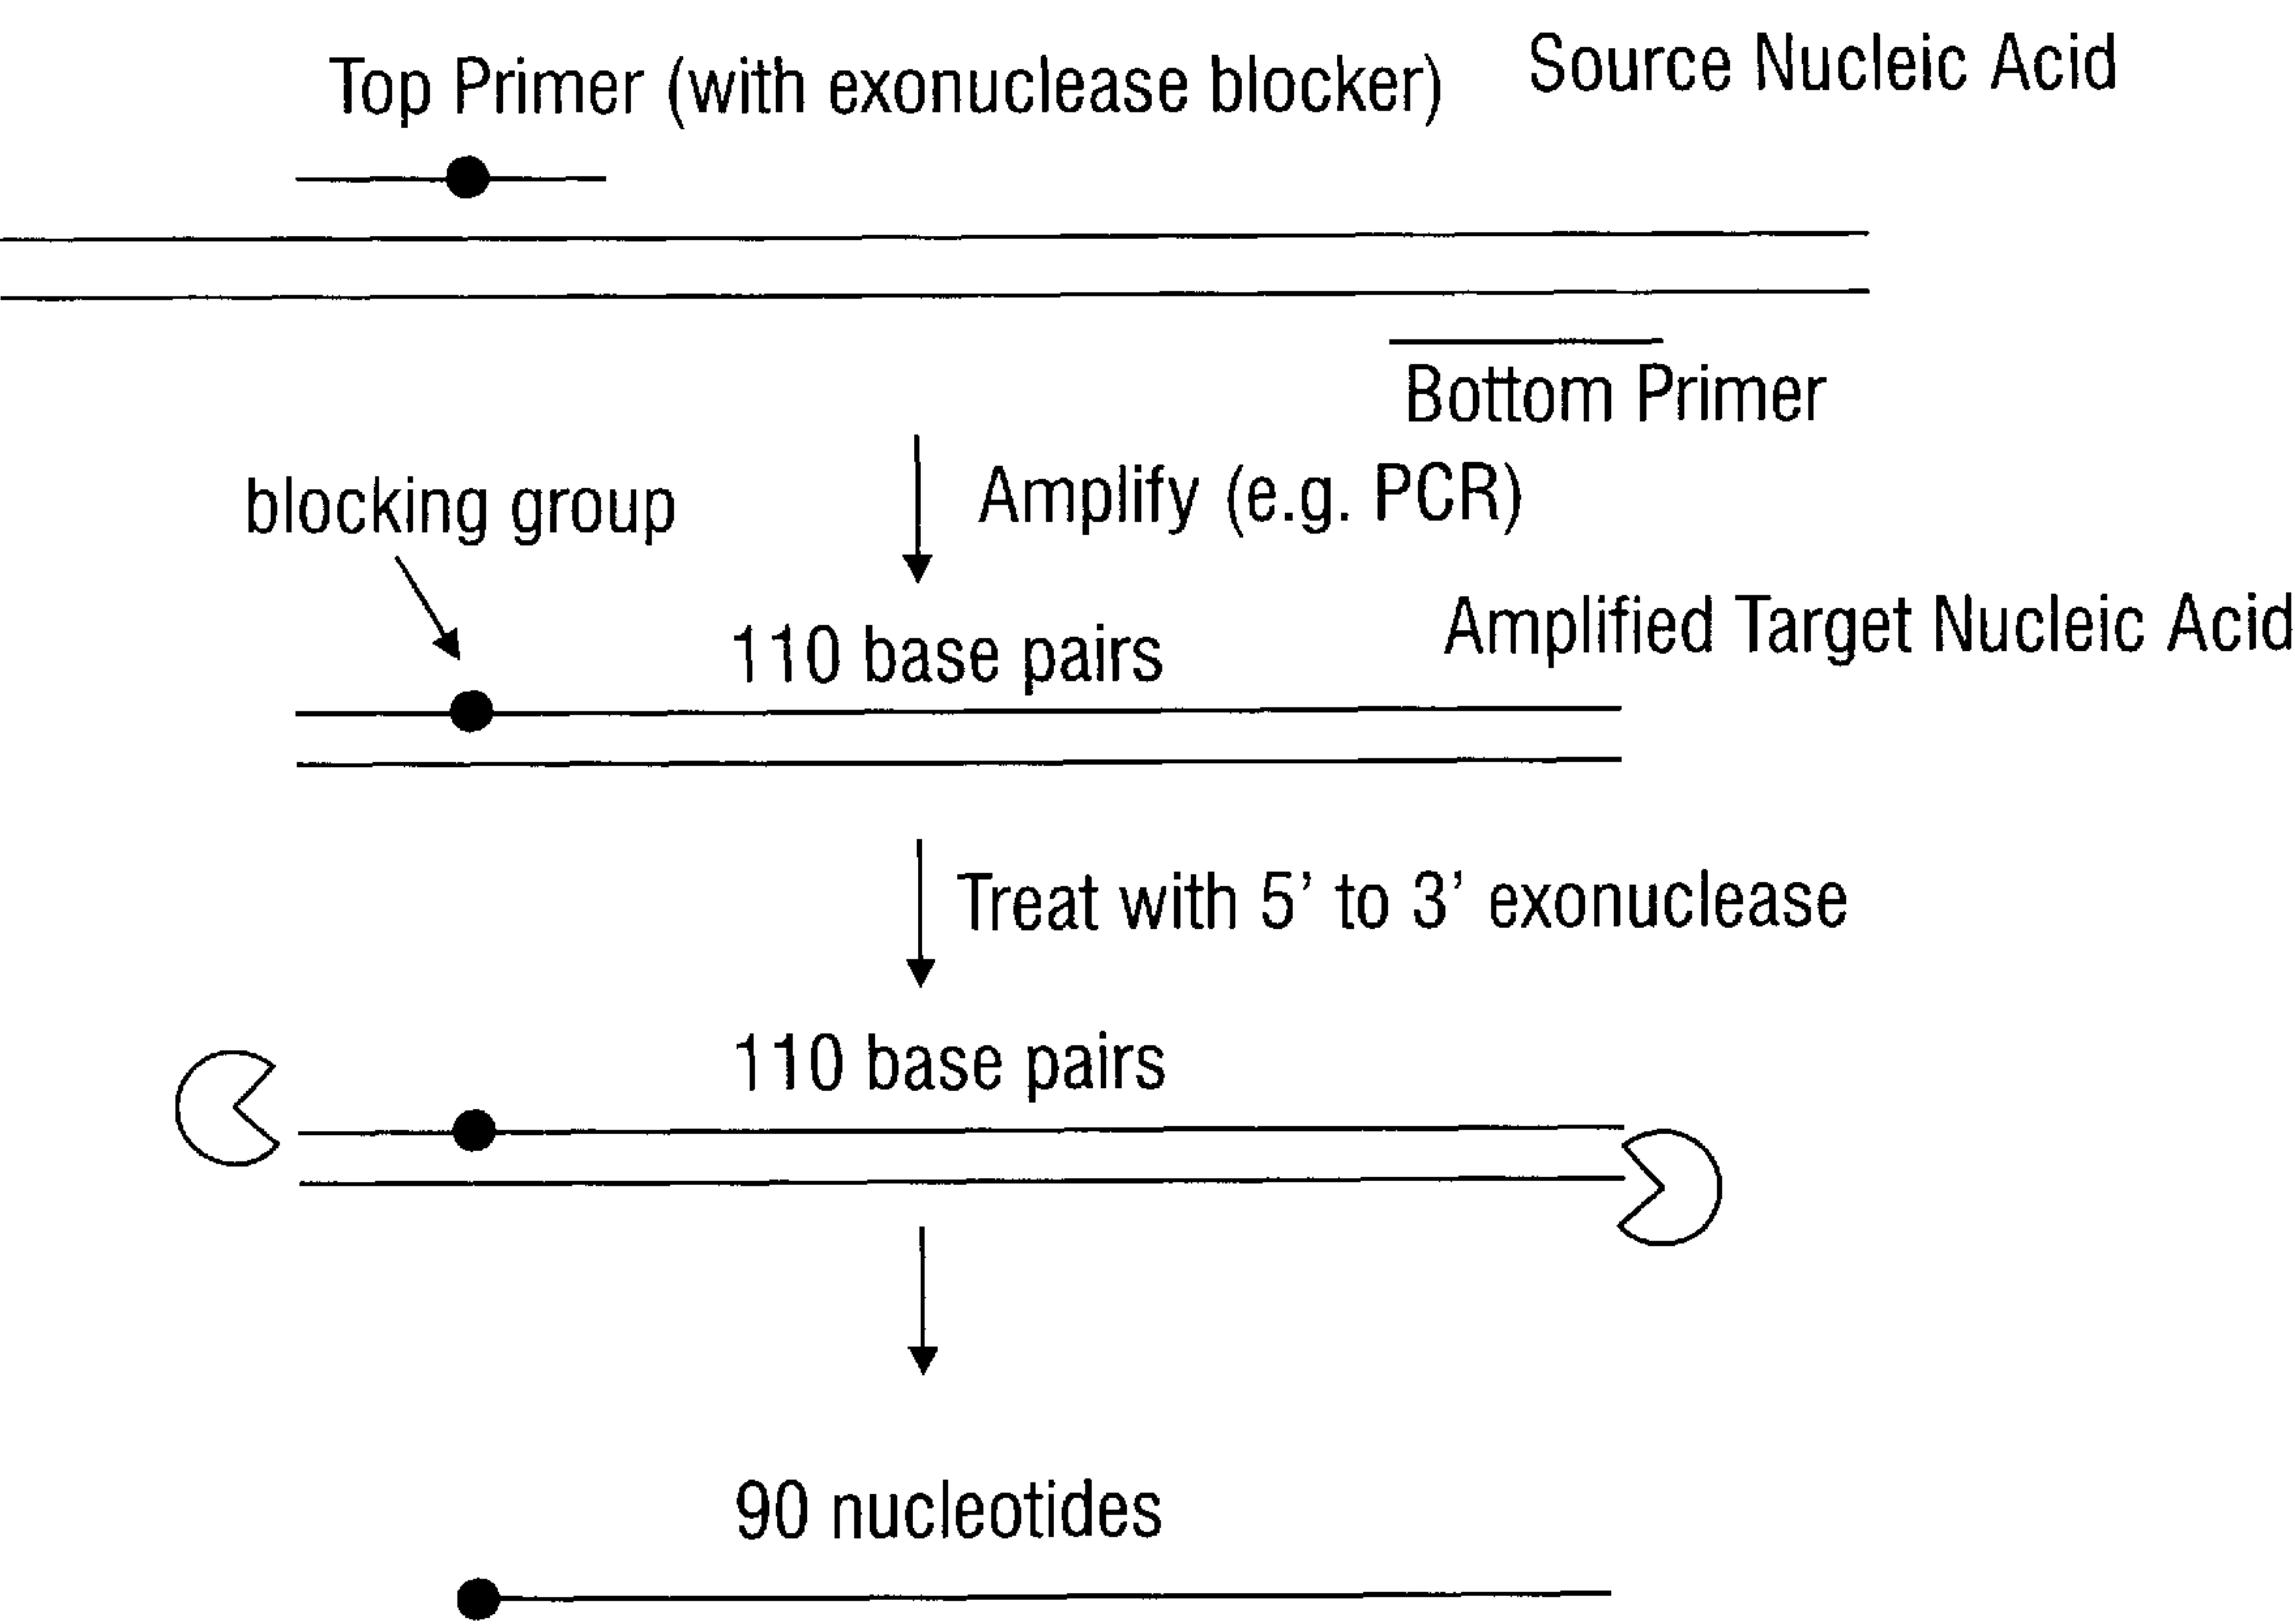 Top Primer (with exonuclease blocker)
Source Nucleic Acid
Bottom Primer
Amplify (e.g. PCR)
blocking group
110 base pairs
Amplified Target Nucleic Acid
Treat with 5' to 3' exonuclease
110 base pairs
90 nucleotides